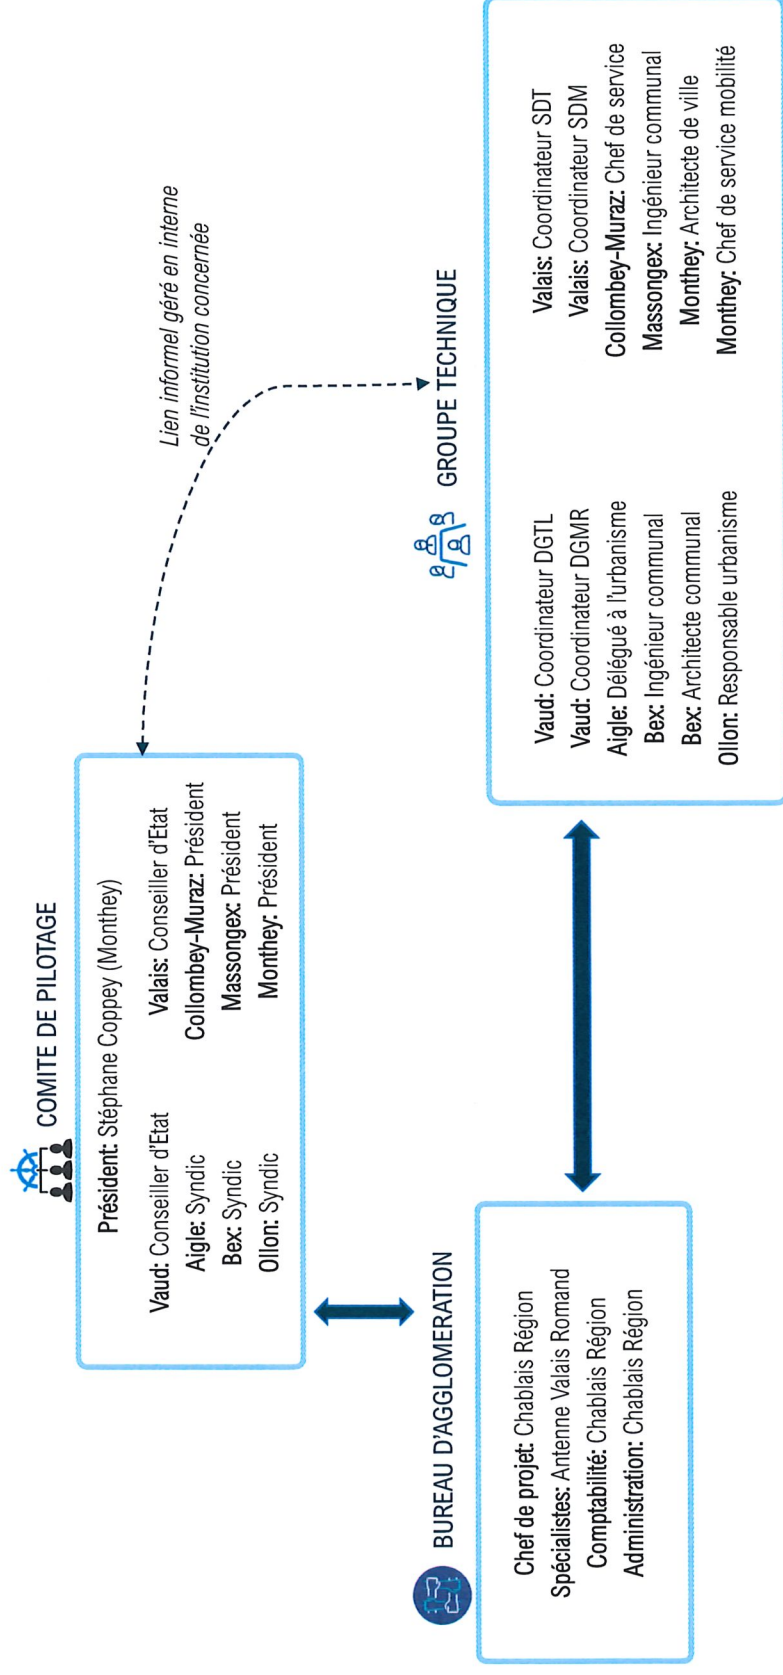 COMITE DE PILOTAGE
Président: Stéphane Coppey (Monthey)
Vaud: Conseiller d'Etat
Aigle: Syndic
Bex: Syndic
Ollon: Syndic
Valais: Conseiller d'Etat
Collombey-Muraz: Président
Massongex: Président
Monthey: Président
Lien informel géré en interne
de l'institution concernée
BUREAU D'AGGLOMERATION
Chef de projet: Chablais Région
Spécialistes: Antenne Valais Romand
Comptabilité: Chablais Région
Administration: Chablais Région
GROUPE TECHNIQUE
Vaud: Coordinateur DGTL
Vaud: Coordinateur DGMR
Aigle: Délégué à l'urbanisme
Bex: Ingénieur communal
Bex: Architecte communal
Ollon: Responsable urbanisme
Valais: Coordinateur SDT
Valais: Coordinateur SDM
Collombey-Muraz: Chef de service
Massongex: Ingénieur communal
Monthey: Architecte de ville
Monthey: Chef de service mobilité